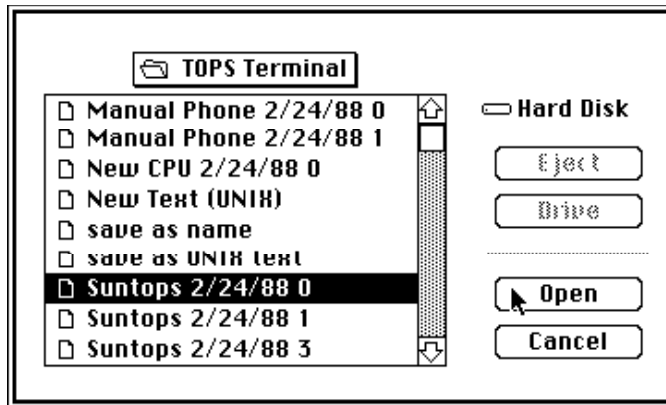 TOPS Terminal
Manual Phone 2/24/88 0
Manual Phone 2/24/88 1
New CPU 2/24/88 0
New Text (UNIX)
save as name
save as UNIX text
Suntops 2/24/88 0
Suntops 2/24/88 1
Suntops 2/24/88 3
Hard Disk
Eject
Drive
Open
Cancel